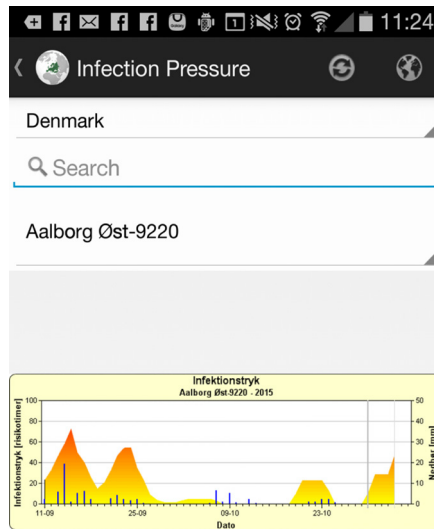 11:24
Infection Pressure
Denmark
Search
Aalborg Øst-9220
Infektionstryk
Aalborg Øst-9220 - 2015
Infektionstryk [risikotimer]
100
80
60
40
20
0
50
40
30
20
10
0
Nedbør [mm]
11-09
25-09
09-10
23-10
Dato